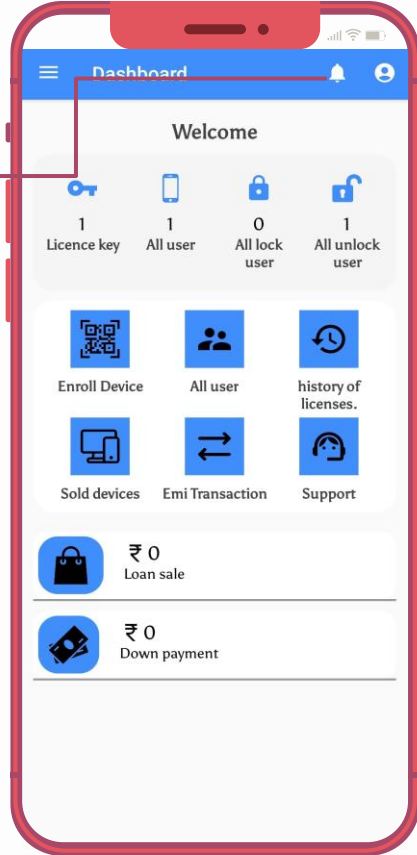 Dashboard
Welcome
1 1 0 1
Licence key All user All lock user All unlock user
Enroll Device All user history of licenses.
Sold devices Emi Transaction Support
₹ 0
Loan sale
₹ 0
Down payment